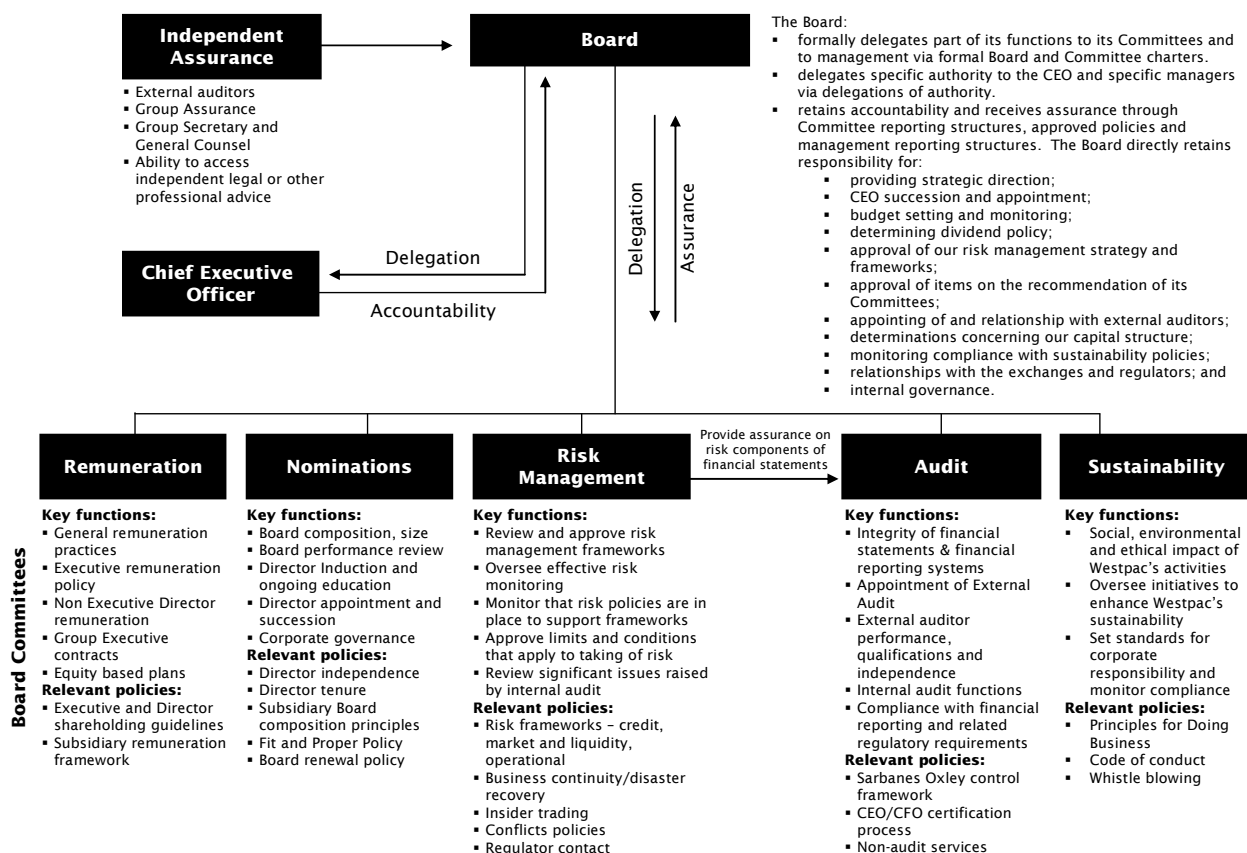 Independent
Assurance
▪ External auditors
▪ Group Assurance
▪ Group Secretary and
General Counsel
▪ Ability to access
independent legal or other
professional advice
Board
The Board:
▪ formally delegates part of its functions to its Committees and
to management via formal Board and Committee charters.
▪ delegates specific authority to the CEO and specific managers
via delegations of authority.
▪ retains accountability and receives assurance through
Committee reporting structures, approved policies and
management reporting structures. The Board directly retains
responsibility for:
▪ providing strategic direction;
▪ CEO succession and appointment;
▪ budget setting and monitoring;
▪ determining dividend policy;
▪ approval of our risk management strategy and
frameworks;
▪ approval of items on the recommendation of its
Committees;
▪ appointing of and relationship with external auditors;
▪ determinations concerning our capital structure;
▪ monitoring compliance with sustainability policies;
▪ relationships with the exchanges and regulators; and
▪ internal governance.
Chief Executive
Officer
Delegation
Accountability
Delegation
Assurance
Board Committees
Remuneration
Key functions:
▪ General remuneration
practices
▪ Executive remuneration
policy
▪ Non Executive Director
remuneration
▪ Group Executive
contracts
▪ Equity based plans
Relevant policies:
▪ Executive and Director
shareholding guidelines
▪ Subsidiary remuneration
framework
Nominations
Key functions:
▪ Board composition, size
▪ Board performance review
▪ Director Induction and
ongoing education
▪ Director appointment and
succession
▪ Corporate governance
Relevant policies:
▪ Director independence
▪ Director tenure
▪ Subsidiary Board
composition principles
▪ Fit and Proper Policy
▪ Board renewal policy
Risk
Management
Key functions:
▪ Review and approve risk
management frameworks
▪ Oversee effective risk
monitoring
▪ Monitor that risk policies are in
place to support frameworks
▪ Approve limits and conditions
that apply to taking of risk
▪ Review significant issues raised
by internal audit
Relevant policies:
▪ Risk frameworks – credit,
market and liquidity,
operational
▪ Business continuity/disaster
recovery
▪ Insider trading
▪ Conflicts policies
▪ Regulator contact
Provide assurance on
risk components of
financial statements
Audit
Key functions:
▪ Integrity of financial
statements & financial
reporting systems
▪ Appointment of External
Audit
▪ External auditor
performance,
qualifications and
independence
▪ Internal audit functions
▪ Compliance with financial
reporting and related
regulatory requirements
Relevant policies:
▪ Sarbanes Oxley control
framework
▪ CEO/CFO certification
process
▪ Non-audit services
Sustainability
Key functions:
▪ Social, environmental
and ethical impact of
Westpac's activities
▪ Oversee initiatives to
enhance Westpac's
sustainability
▪ Set standards for
corporate
responsibility and
monitor compliance
Relevant policies:
▪ Principles for Doing
Business
▪ Code of conduct
▪ Whistle blowing